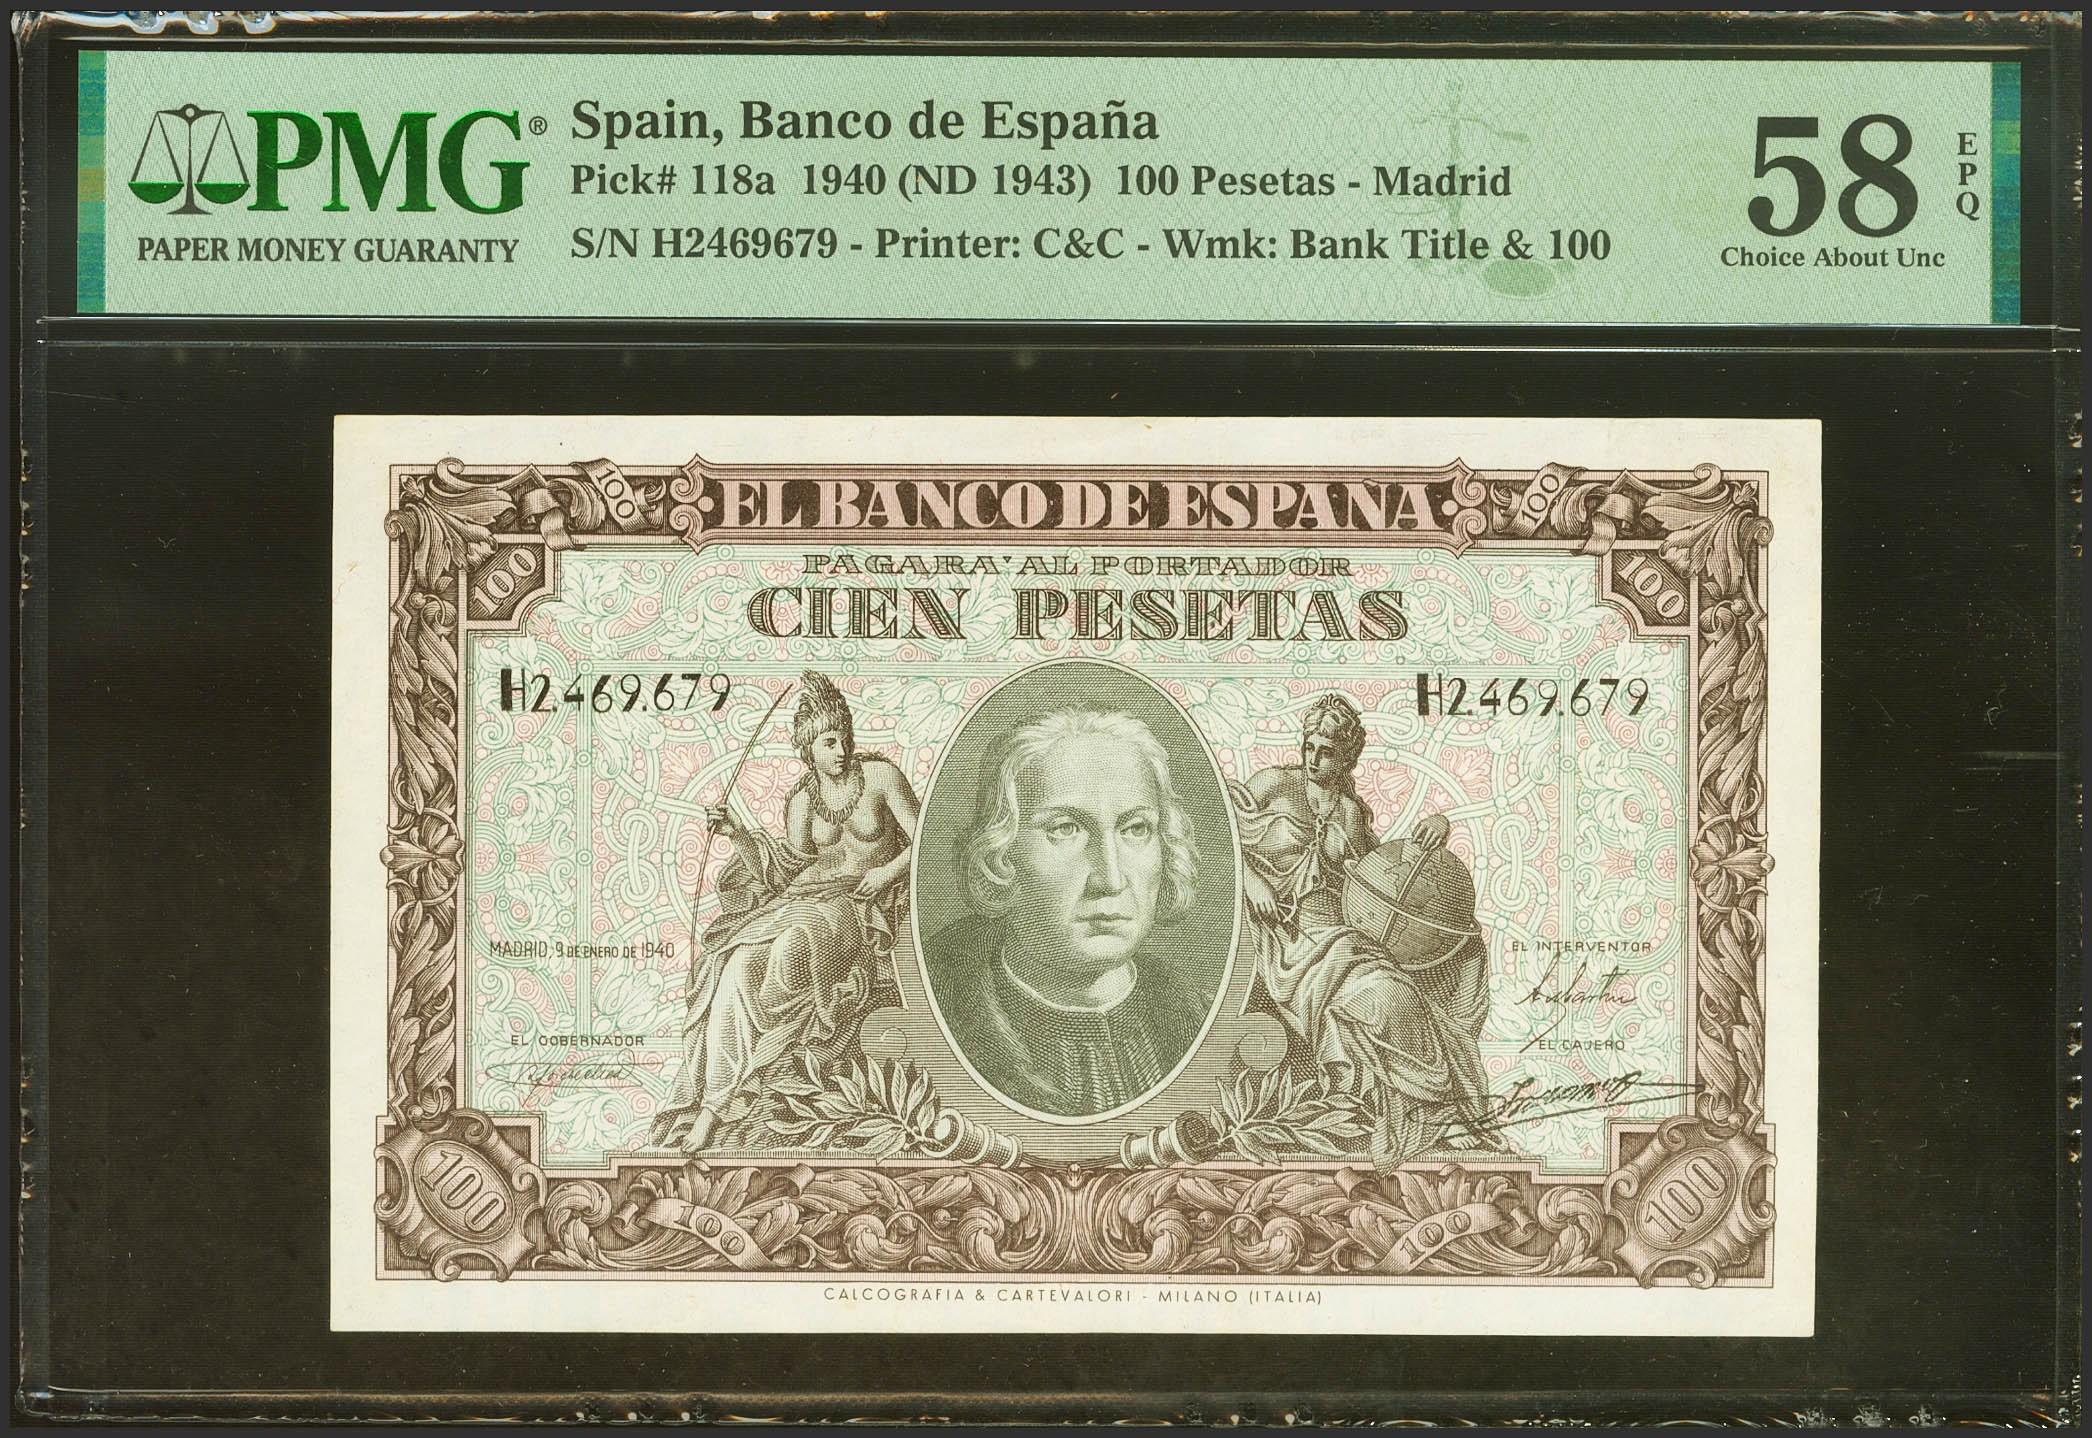 PMG®
PAPER MONEY GUARANTY
Spain, Banco de España
Pick# 118a 1940 (ND 1943) 100 Pesetas - Madrid
S/N H2469679 - Printer: C&C - Wmk: Bank Title & 100
58
EPQ
Choice About Unc
100
EL BANCO DE ESPAÑA
100
100
PAGARA' AL PORTADOR
100
CIEN PESETAS
H2.469.679
H2.469.679
MADRID, 9 DE ENERO DE 1940
EL INTERVENTOR
EL GOBERNADOR
EL CAJERO
100
100
100
100
CALCOGRAFIA & CARTEVALORI - MILANO (ITALIA)